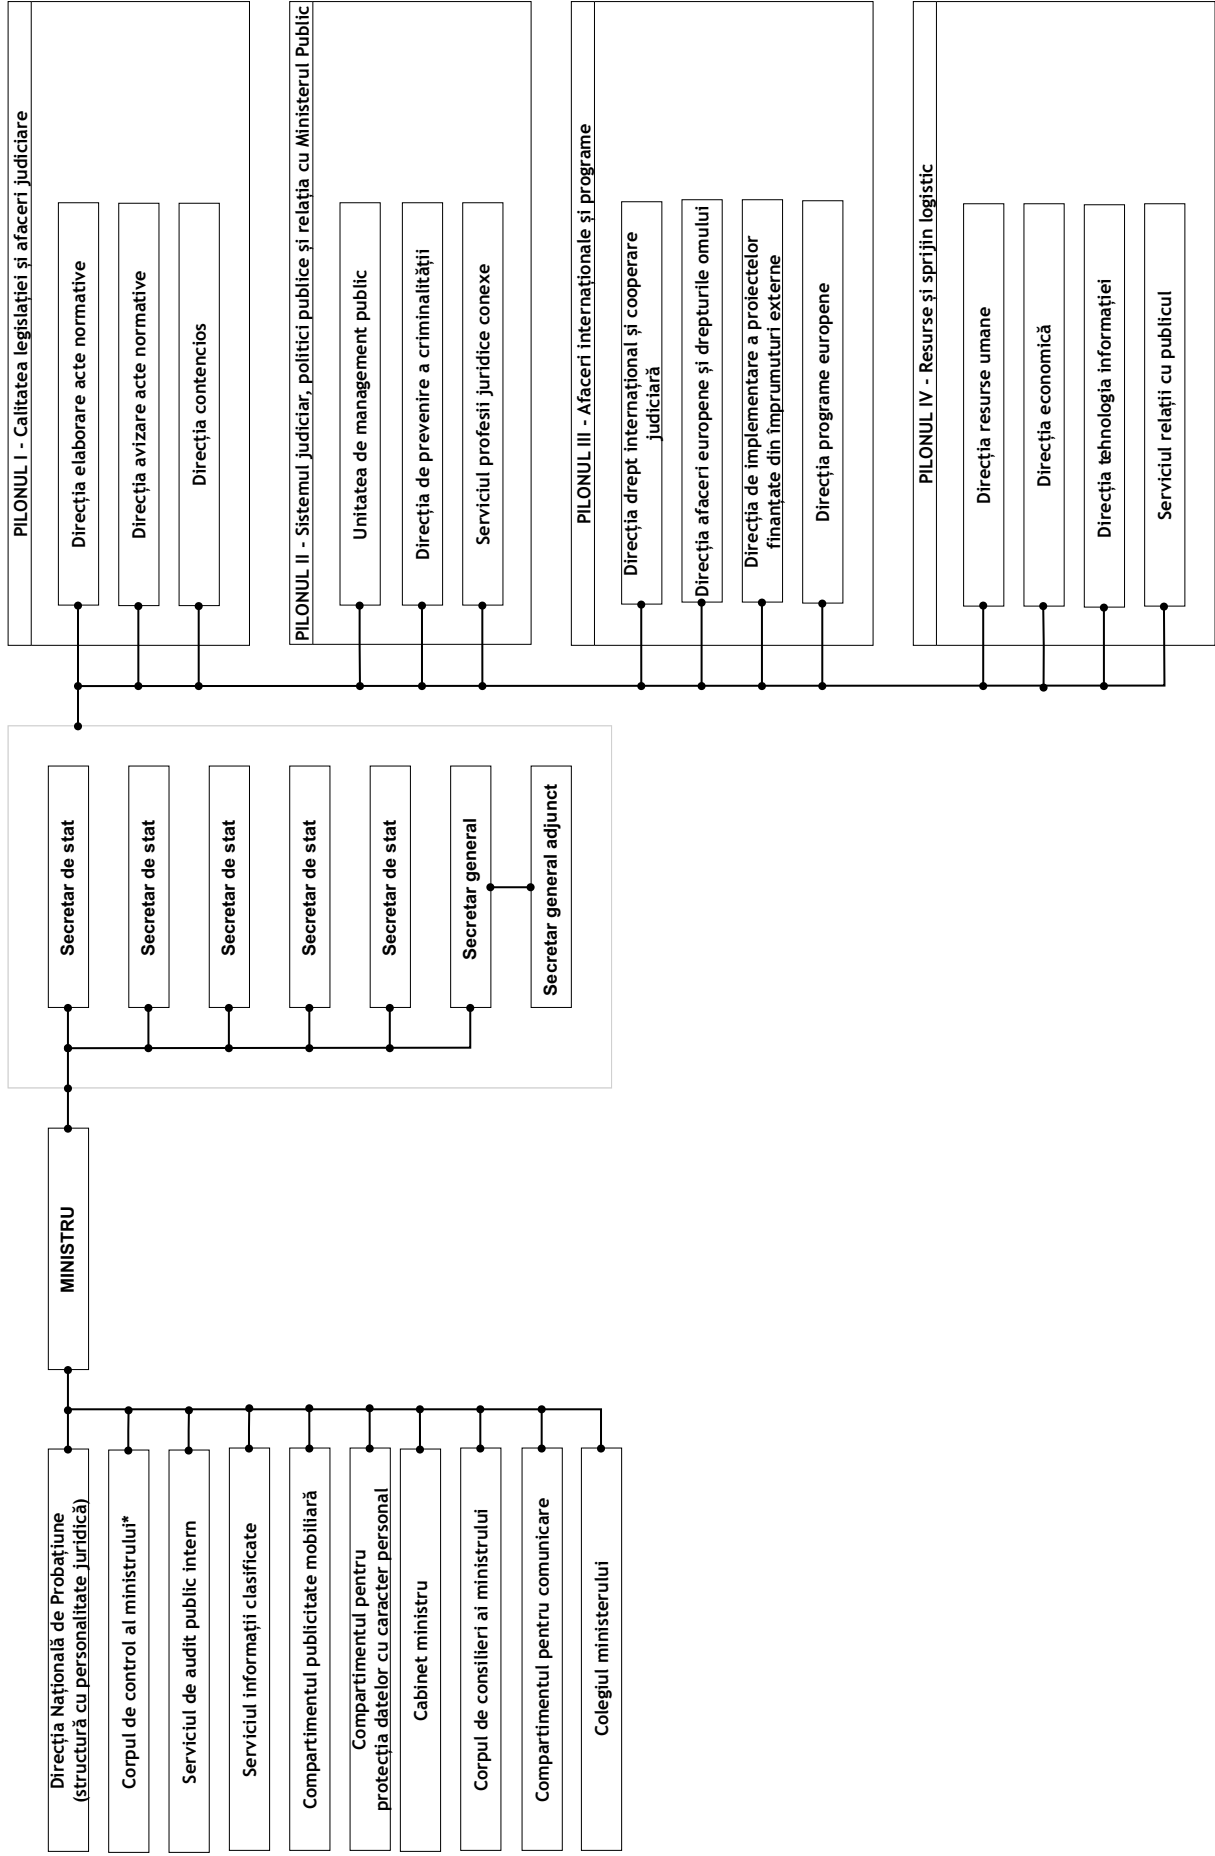 Direcția Națională de Probațiune
(structură cu personalitate juridică)
Corpul de control al ministrului*
Serviciul de audit public intern
Serviciul informații clasificate
Compartimentul publicitate mobiliară
Compartimentul pentru
protecția datelor cu caracter personal
Cabinet ministru
Corpul de consilieri ai ministrului
Compartimentul pentru comunicare
Colegiul ministerului
MINISTRU
Secretar de stat
Secretar de stat
Secretar de stat
Secretar de stat
Secretar de stat
Secretar general
Secretar general adjunct
PILONUL I - Calitatea legislației și afaceri judiciare
Direcția elaborare acte normative
Direcția avizare acte normative
Direcția contencios
PILONUL II - Sistemul judiciar, politici publice și relația cu Ministerul Public
Unitatea de management public
Direcția de prevenire a criminalității
Serviciul profesii juridice conexe
PILONUL III - Afaceri internaționale și programe
Direcția drept internațional și cooperare
judiciară
Direcția afaceri europene și drepturile omului
Direcția de implementare a proiectelor
finanțate din împrumuturi externe
Direcția programe europene
PILONUL IV - Resurse și sprijin logistic
Direcția resurse umane
Direcția economică
Direcția tehnologia informației
Serviciul relații cu publicul